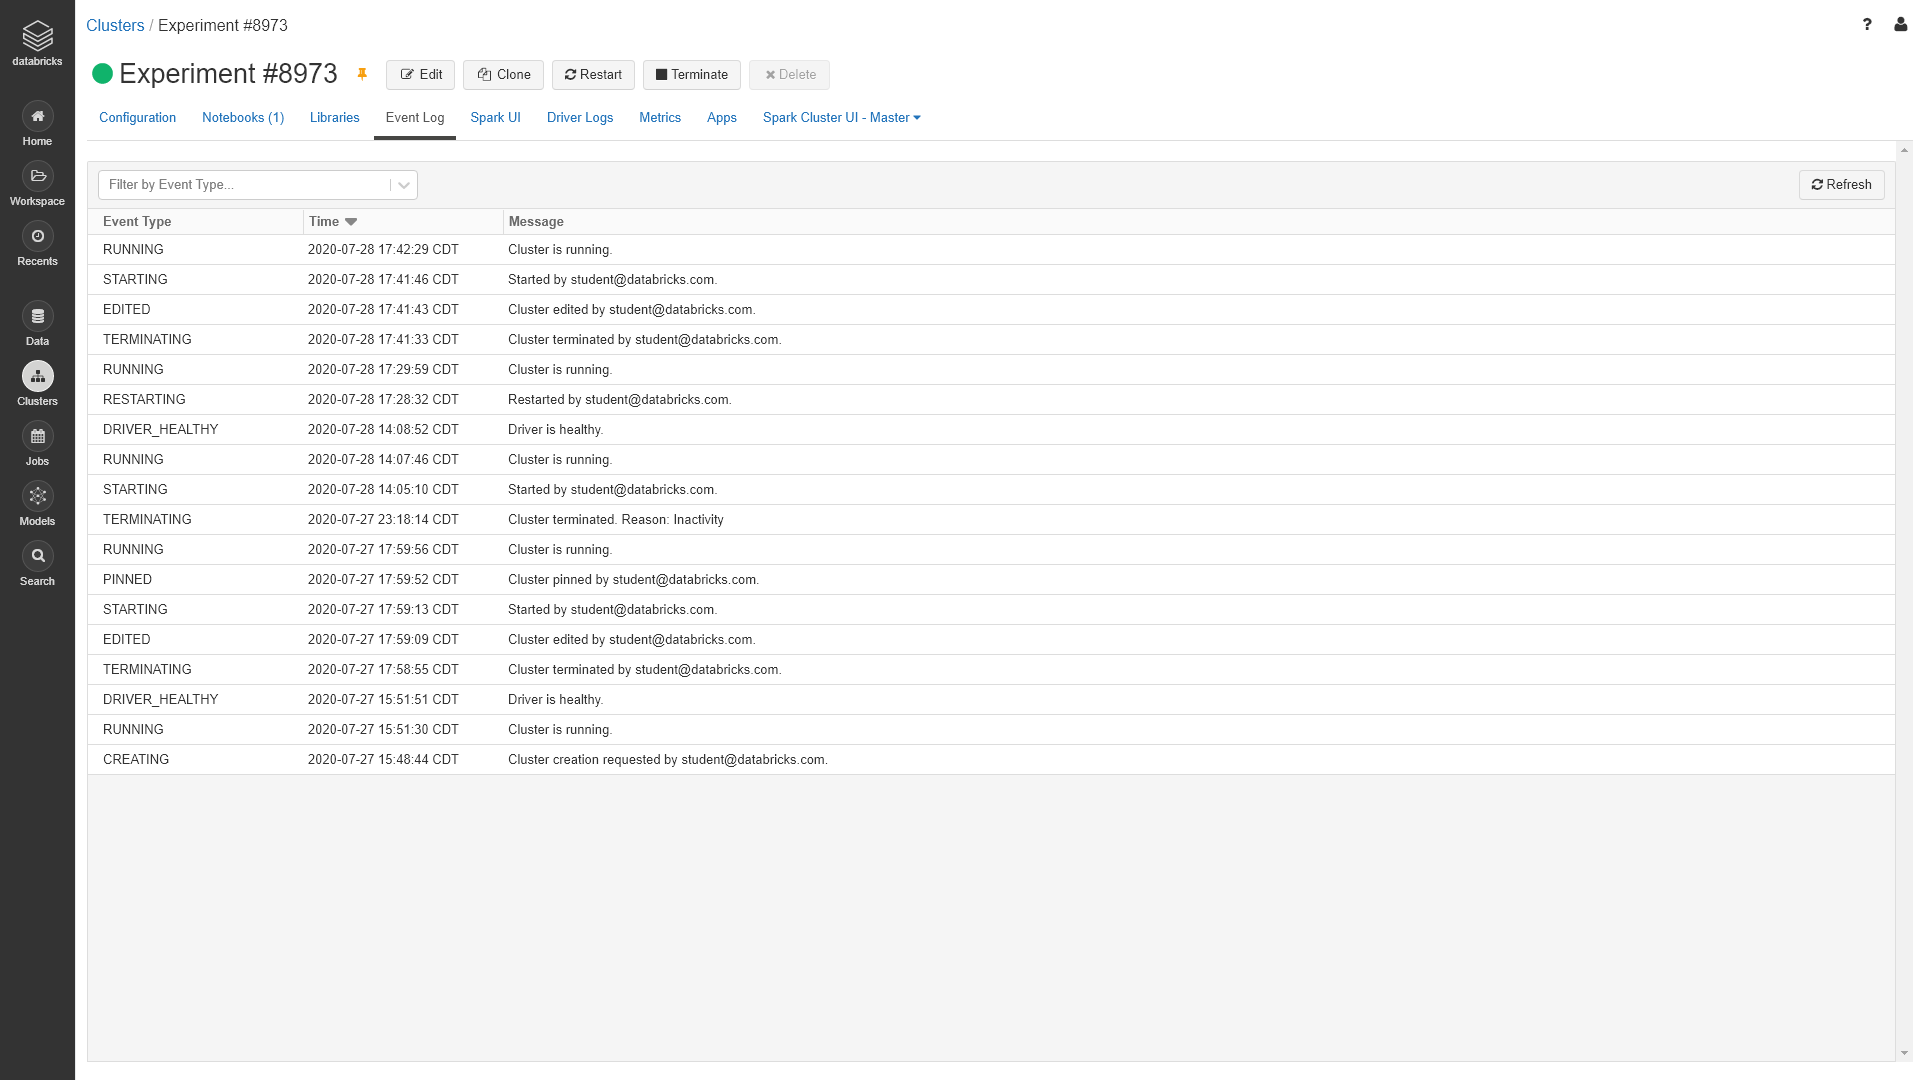 databricks
Home
Workspace
Recents
Data
Clusters
Jobs
Models
Search
Clusters / Experiment #8973
?
Experiment #8973 Edit Clone Restart Terminate Delete
Configuration Notebooks (1) Libraries Event Log Spark UI Driver Logs Metrics Apps Spark Cluster UI - Master
Filter by Event Type... Refresh
Event Type Time Message
RUNNING 2020-07-28 17:42:29 CDT Cluster is running.
STARTING 2020-07-28 17:41:46 CDT Started by student@databricks.com.
EDITED 2020-07-28 17:41:43 CDT Cluster edited by student@databricks.com.
TERMINATING 2020-07-28 17:41:33 CDT Cluster terminated by student@databricks.com.
RUNNING 2020-07-28 17:29:59 CDT Cluster is running.
RESTARTING 2020-07-28 17:28:32 CDT Restarted by student@databricks.com.
DRIVER_HEALTHY 2020-07-28 14:08:52 CDT Driver is healthy.
RUNNING 2020-07-28 14:07:46 CDT Cluster is running.
STARTING 2020-07-28 14:05:10 CDT Started by student@databricks.com.
TERMINATING 2020-07-27 23:18:14 CDT Cluster terminated. Reason: Inactivity
RUNNING 2020-07-27 17:59:56 CDT Cluster is running.
PINNED 2020-07-27 17:59:52 CDT Cluster pinned by student@databricks.com.
STARTING 2020-07-27 17:59:13 CDT Started by student@databricks.com.
EDITED 2020-07-27 17:59:09 CDT Cluster edited by student@databricks.com.
TERMINATING 2020-07-27 17:58:55 CDT Cluster terminated by student@databricks.com.
DRIVER_HEALTHY 2020-07-27 15:51:51 CDT Driver is healthy.
RUNNING 2020-07-27 15:51:30 CDT Cluster is running.
CREATING 2020-07-27 15:48:44 CDT Cluster creation requested by student@databricks.com.